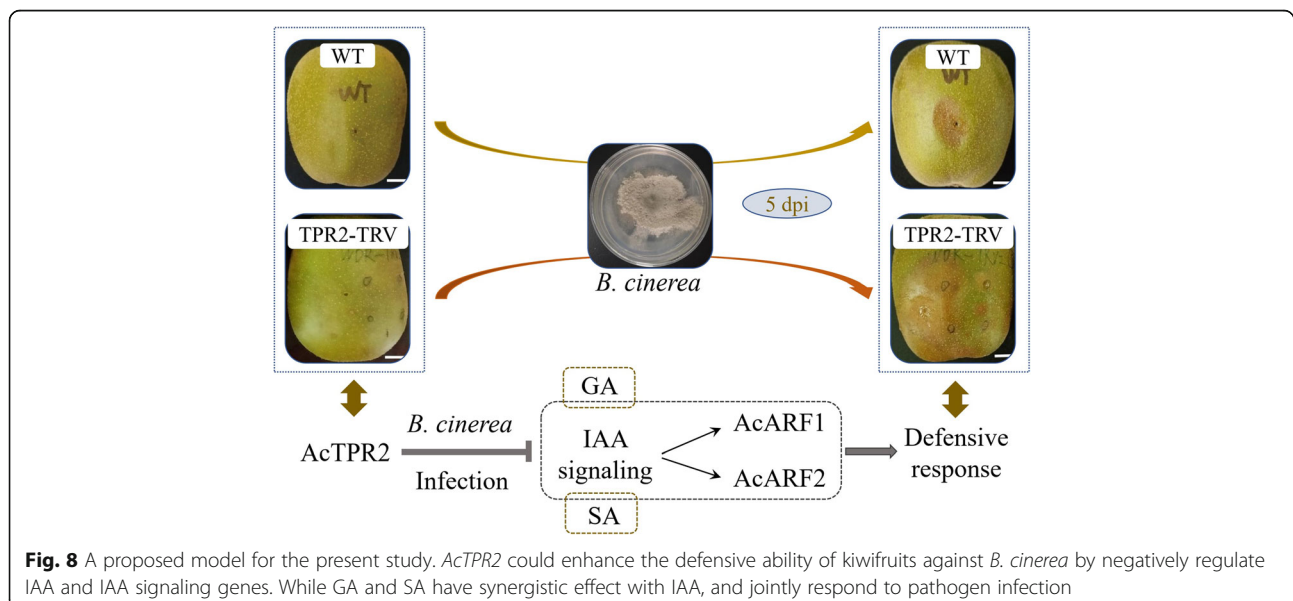 WT
WT
WT
WT
5 dpi
TPR2-TRV
TPR2-TRV
B. cinerea
GA
B. cinerea
AcARF1
AcTPR2
IAA
signaling
Defensive
response
Infection
AcARF2
SA
Fig. 8 A proposed model for the present study. AcTPR2 could enhance the defensive ability of kiwifruits against B. cinerea by negatively regulate
IAA and IAA signaling genes. While GA and SA have synergistic effect with IAA, and jointly respond to pathogen infection